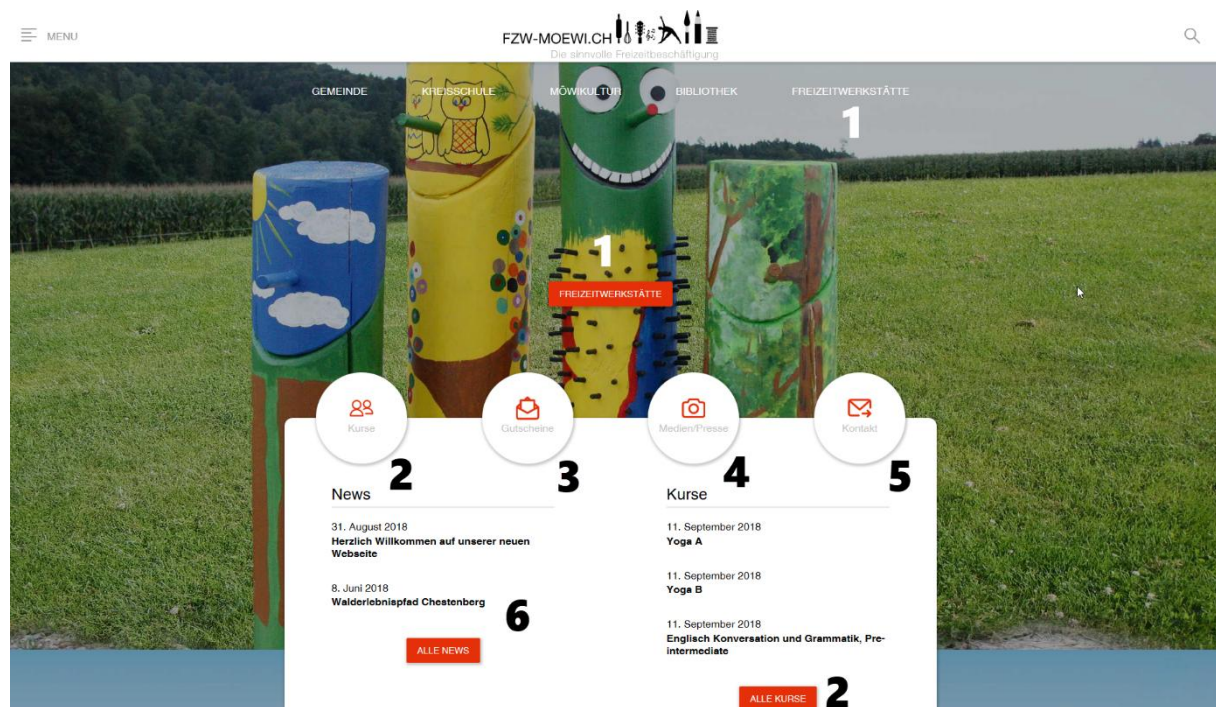 MENU
FZW-MOEWI.CH
Die sinnvolle Freizeitbeschäftigung
GEMEINDE
KREISSCHULE
MÖWIKULTUR
BIBLIOTHEK
FREIZEITWERKSTÄTTE
1
1
FREIZEITWERKSTÄTTE
Kurse
Gutscheine
Medien/Presse
Kontakt
2
3
4
5
News
31. August 2018
Herzlich Willkommen auf unserer neuen
Webseite
8. Juni 2018
Walderlebnispfad Chestenberg
6
ALLE NEWS
Kurse
11. September 2018
Yoga A
11. September 2018
Yoga B
11. September 2018
Englisch Konversation und Grammatik, Pre-
intermediate
ALLE KURSE
2